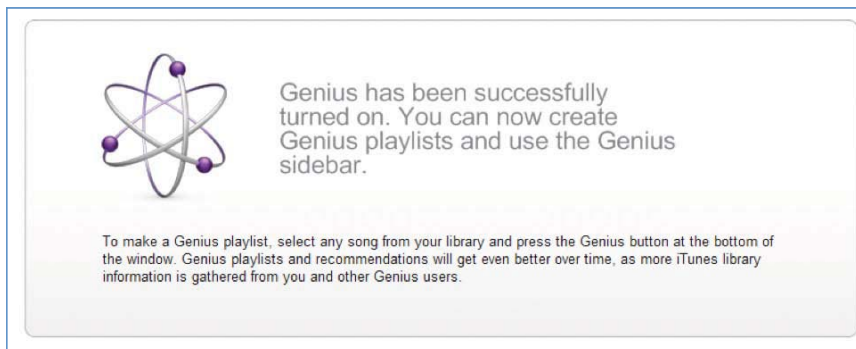 Genius has been successfully
turned on. You can now create
Genius playlists and use the Genius
sidebar.
To make a Genius playlist, select any song from your library and press the Genius button at the bottom of
the window. Genius playlists and recommendations will get even better over time, as more iTunes library
information is gathered from you and other Genius users.